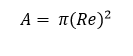 A = π(Re)²